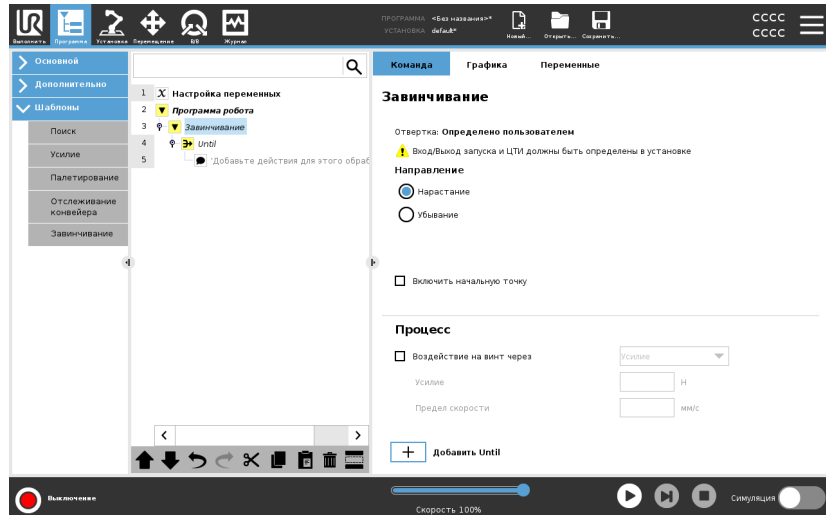 ПРОГРАММА <Без названия>*
УСТАНОВКА default*
CCCC
CCCC
Выполнить Программа Установка Перемещение В/В Журнал
Новый... Открыть... Сохранить...
Основной
Дополнительно
Шаблоны
Поиск
Усилие
Палетирование
Отслеживание
конвейера
Завинчивание
1 X Настройка переменных
2 Программа робота
3 Завинчивание
4 Until
5 'Добавьте действия для этого обраб
Команда Графика Переменные
Завинчивание
Отвертка: Определено пользователем
Вход/Выход запуска и ЦТИ должны быть определены в установке
Направление
Нарастание
Убывание
Включить начальную точку
Процесс
Воздействие на винт через Усилие
Усилие Н
Предел скорости мм/с
+ Добавить Until
Выключение
Скорость 100%
Симуляция